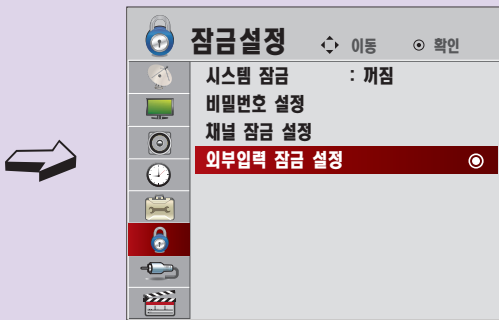 잠금설정 이동 확인
시스템 잠금 : 꺼짐
비밀번호 설정
채널 잠금 설정
외부입력 잠금 설정